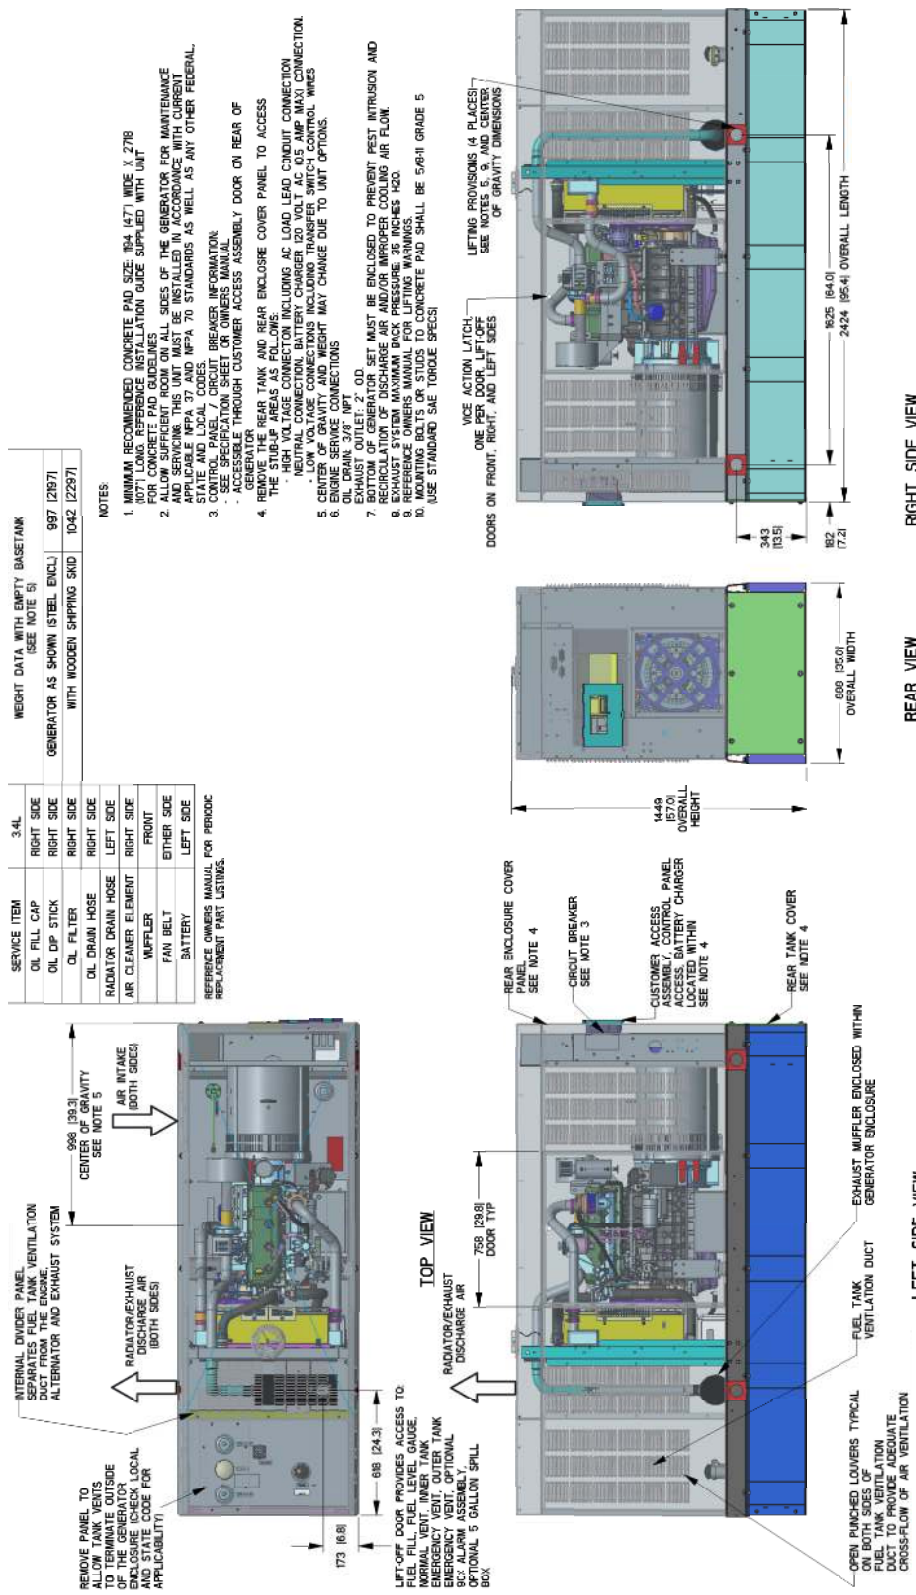 SERVICE ITEM 3.4L
OIL FILL CAP RIGHT SIDE
OIL DIP STICK RIGHT SIDE
OIL FILTER RIGHT SIDE
OIL DRAIN HOSE RIGHT SIDE
RADIATOR DRAIN HOSE LEFT SIDE
AIR CLEANER ELEMENT RIGHT SIDE
MUFFLER FRONT
FAN BELT EITHER SIDE
BATTERY LEFT SIDE
REFERENCE OWNERS MANUAL FOR PERIODIC
REPLACEMENT PART LISTINGS.
WEIGHT DATA WITH EMPTY BASETANK
(SEE NOTE 5)
GENERATOR AS SHOWN (STEEL ENCL) 997 [2197]
WITH WOODEN SHIPPING SKID 1042 [2297]
NOTES:
1. MINIMUM RECOMMENDED CONCRETE PAD SIZE: 1194 [47"] WIDE X 2718
[107"] LONG. REFERENCE INSTALLATION GUIDE SUPPLIED WITH UNIT
FOR CONCRETE PAD GUIDELINES
2. ALLOW SUFFICIENT ROOM ON ALL SIDES OF THE GENERATOR FOR MAINTENANCE
AND SERVICING. THIS UNIT MUST BE INSTALLED IN ACCORDANCE WITH CURRENT
APPLICABLE NFPA 37 AND NFPA 70 STANDARDS AS WELL AS ANY OTHER FEDERAL,
STATE AND LOCAL CODES.
3. CONTROL PANEL / CIRCUIT BREAKER INFORMATION:
- SEE SPECIFICATION SHEET OR OWNERS MANUAL
- ACCESSIBLE THROUGH CUSTOMER ACCESS ASSEMBLY DOOR ON REAR OF
GENERATOR
4. REMOVE THE REAR TANK AND REAR ENCLOSRE COVER PANEL TO ACCESS
THE STUB-UP AREAS AS FOLLOWS:
- HIGH VOLTAGE CONNECTION INCLUDING AC LOAD LEAD CINDUIT CONNECTION
NEUTRAL CONNECTION, BATTERY CHARGER 120 VOLT AC (0.5 AMP MAX) CONNECTION.
- LOW VOLTAGE CONNECTIONS INCLUDING TRANSFER SWITCH CONTROL WIRES
5. CENTER OF GRAVITY AND WEIGHT MAY CHANGE DUE TO UNIT OPTIONS.
6. ENGINE SERVICE CONNECTIONS
OIL DRAIN: 3/8" NPT
EXHAUST OUTLET: 2" O.D.
7. BOTTOM OF GENERATOR SET MUST BE ENCLOSED TO PREVENT PEST INTRUSION AND
RECIRCULATION OF DISCHARGE AIR AND/OR IMPROPER COOLING AIR FLOW.
8. EXHAUST SYSTEM MAXIMUM BACK PRESSURE: 35 INCHES H2O.
9. REFERENCE OWNERS MANUAL FOR LIFTING WARNINGS.
10. MOUNTING BOLTS OR STUDS TO CONCRETE PAD SHALL BE 5/8-11 GRADE 5
(USE STANDARD SAE TORQUE SPECS)
REMOVE PANEL TO
ALLOW TANK VENTS
TO TERMINATE OUTSIDE
OF THE GENERATOR
ENCLOSURE (CHECK LOCAL
AND STATE CODE FOR
APPLICABILITY)
INTERNAL DIVIDER PANEL
SEPARATES FUEL TANK VENTILATION
DUCT FROM THE ENGINE,
ALTERNATOR AND EXHAUST SYSTEM
RADIATOR/EXHAUST
DISCHARGE AIR
(BOTH SIDES)
998 [39.3]
CENTER OF GRAVITY
SEE NOTE 5
AIR INTAKE
(BOTH SIDES)
173 [6.8]
618 [24.3]
LIFT-OFF DOOR PROVIDES ACCESS TO:
FUEL FILL, FUEL LEVEL GAUGE,
NORMAL VENT, INNER TANK
EMERGENCY VENT, OUTER TANK
EMERGENCY VENT, OPTIONAL
ALARM ASSEMBLY,
OPTIONAL 5 GALLON SPILL
BOX
TOP VIEW
RADIATOR/EXHAUST
DISCHARGE AIR
758 [29.8]
DOOR TYP
REAR ENCLOSURE COVER
PANEL
SEE NOTE 4
CIRCUT BREAKER
SEE NOTE 3
CUSTOMER ACCESS
ASSEMBLY, CONTROL PANEL
ACCESS, BATTERY CHARGER
LOCATED WITHIN
SEE NOTE 4
REAR TANK COVER
SEE NOTE 4
OPEN PUNCHED LOUVERS TYPICAL
ON BOTH SIDES OF
FUEL TANK VENTILATION
DUCT TO PROVIDE ADEQUATE
CROSS-FLOW OF AIR VENTILATION
FUEL TANK
VENTILATION DUCT
EXHAUST MUFFLER ENCLOSED WITHIN
GENERATOR ENCLOSURE
LEFT SIDE VIEW
1449
[57.0]
OVERALL
HEIGHT
[35.0]
OVERALL WIDTH
REAR VIEW
VICE ACTION LATCH,
ONE PER DOOR, LIFT-OFF
DOORS ON FRONT, RIGHT, AND LEFT SIDES
LIFTING PROVISIONS (4 PLACES)
SEE NOTES 5, 9, AND CENTER
OF GRAVITY DIMENSIONS
343
[13.5]
182
[7.2]
1625 [64.0]
2424 [95.4] OVERALL LENGTH
RIGHT SIDE VIEW